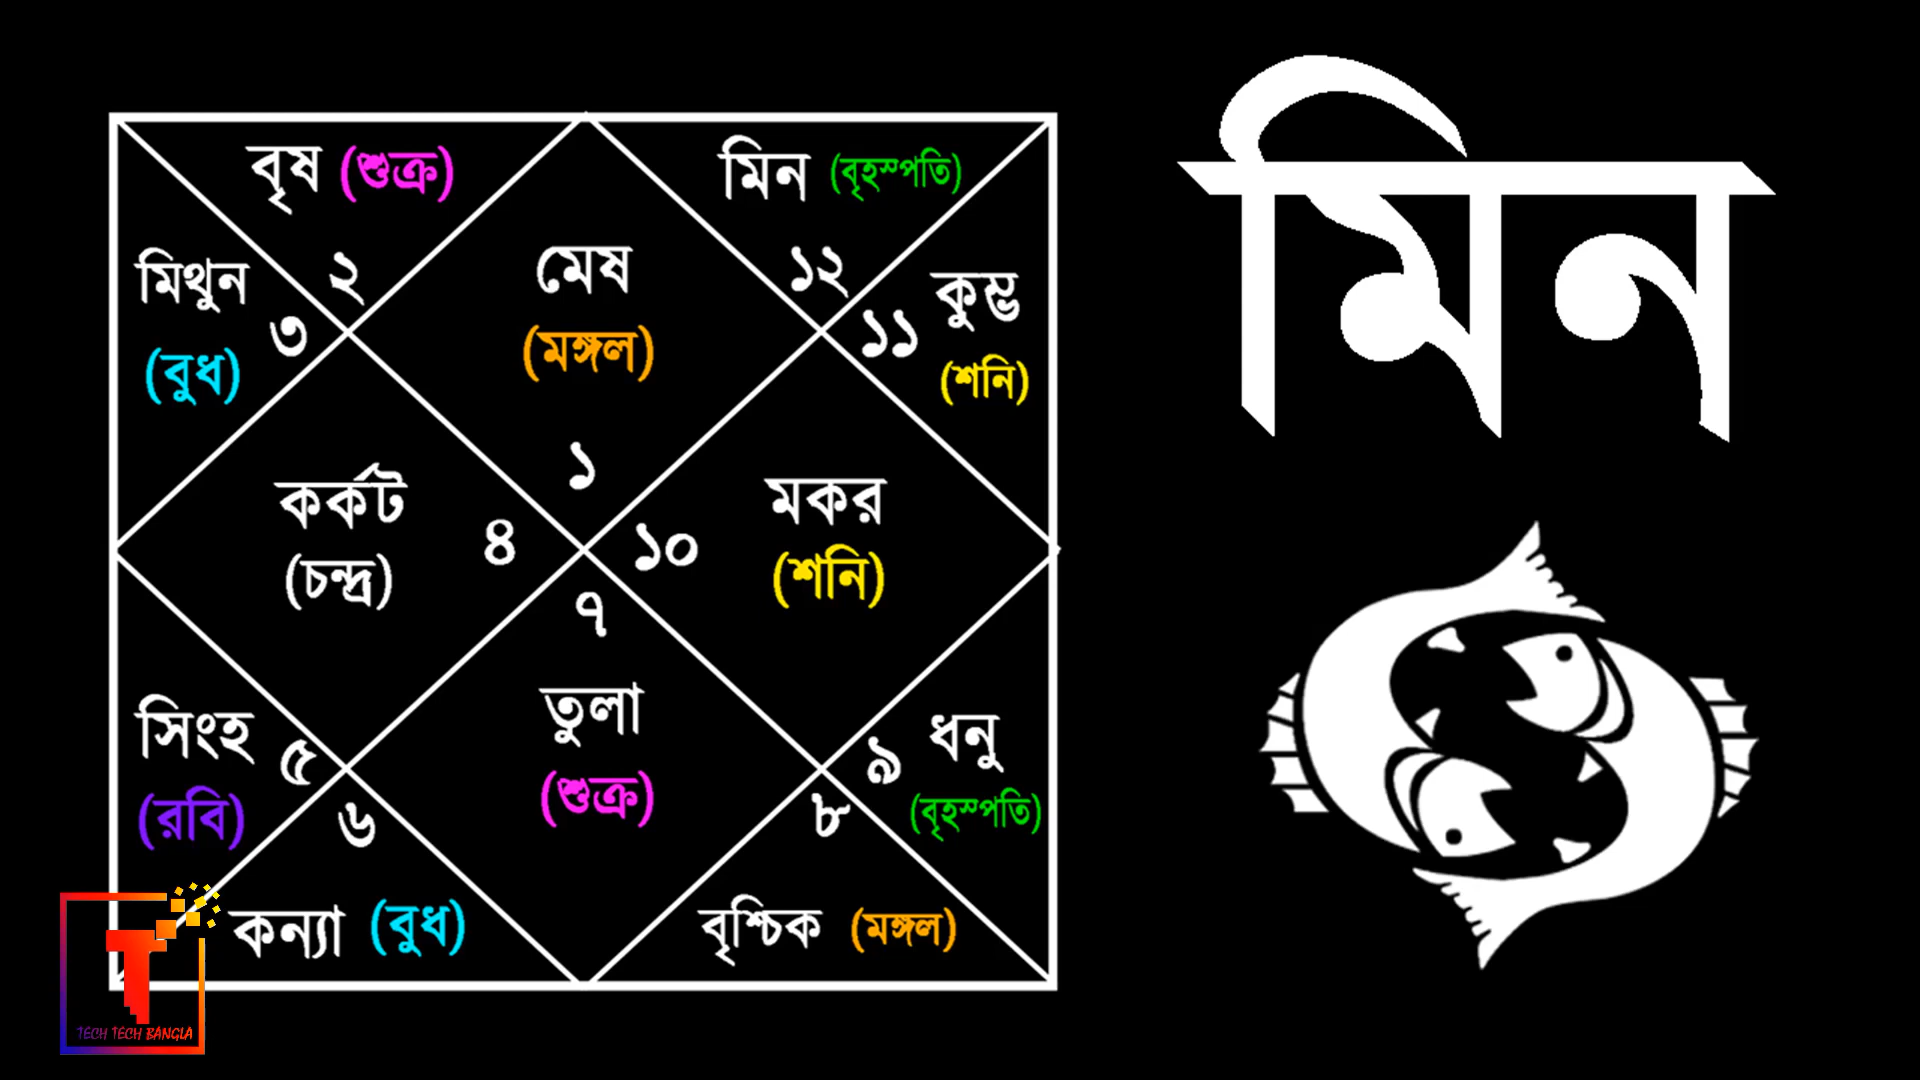 বৃষ (শুক্র)
২
মিন (বৃহস্পতি)
১২
মিথুন
৩
(বুধ)
মেষ
(মঙ্গল)
১
কুম্ভ
১১
(শনি)
কর্কট
(চন্দ্র)
৪
মকর
(শনি)
১০
৭
তুলা
(শুক্র)
সিংহ
৫
(রবি)
৬
কন্যা (বুধ)
৮
বৃশ্চিক (মঙ্গল)
ধনু
৯
(বৃহস্পতি)
মিন
T
TECH TECH BANGLA